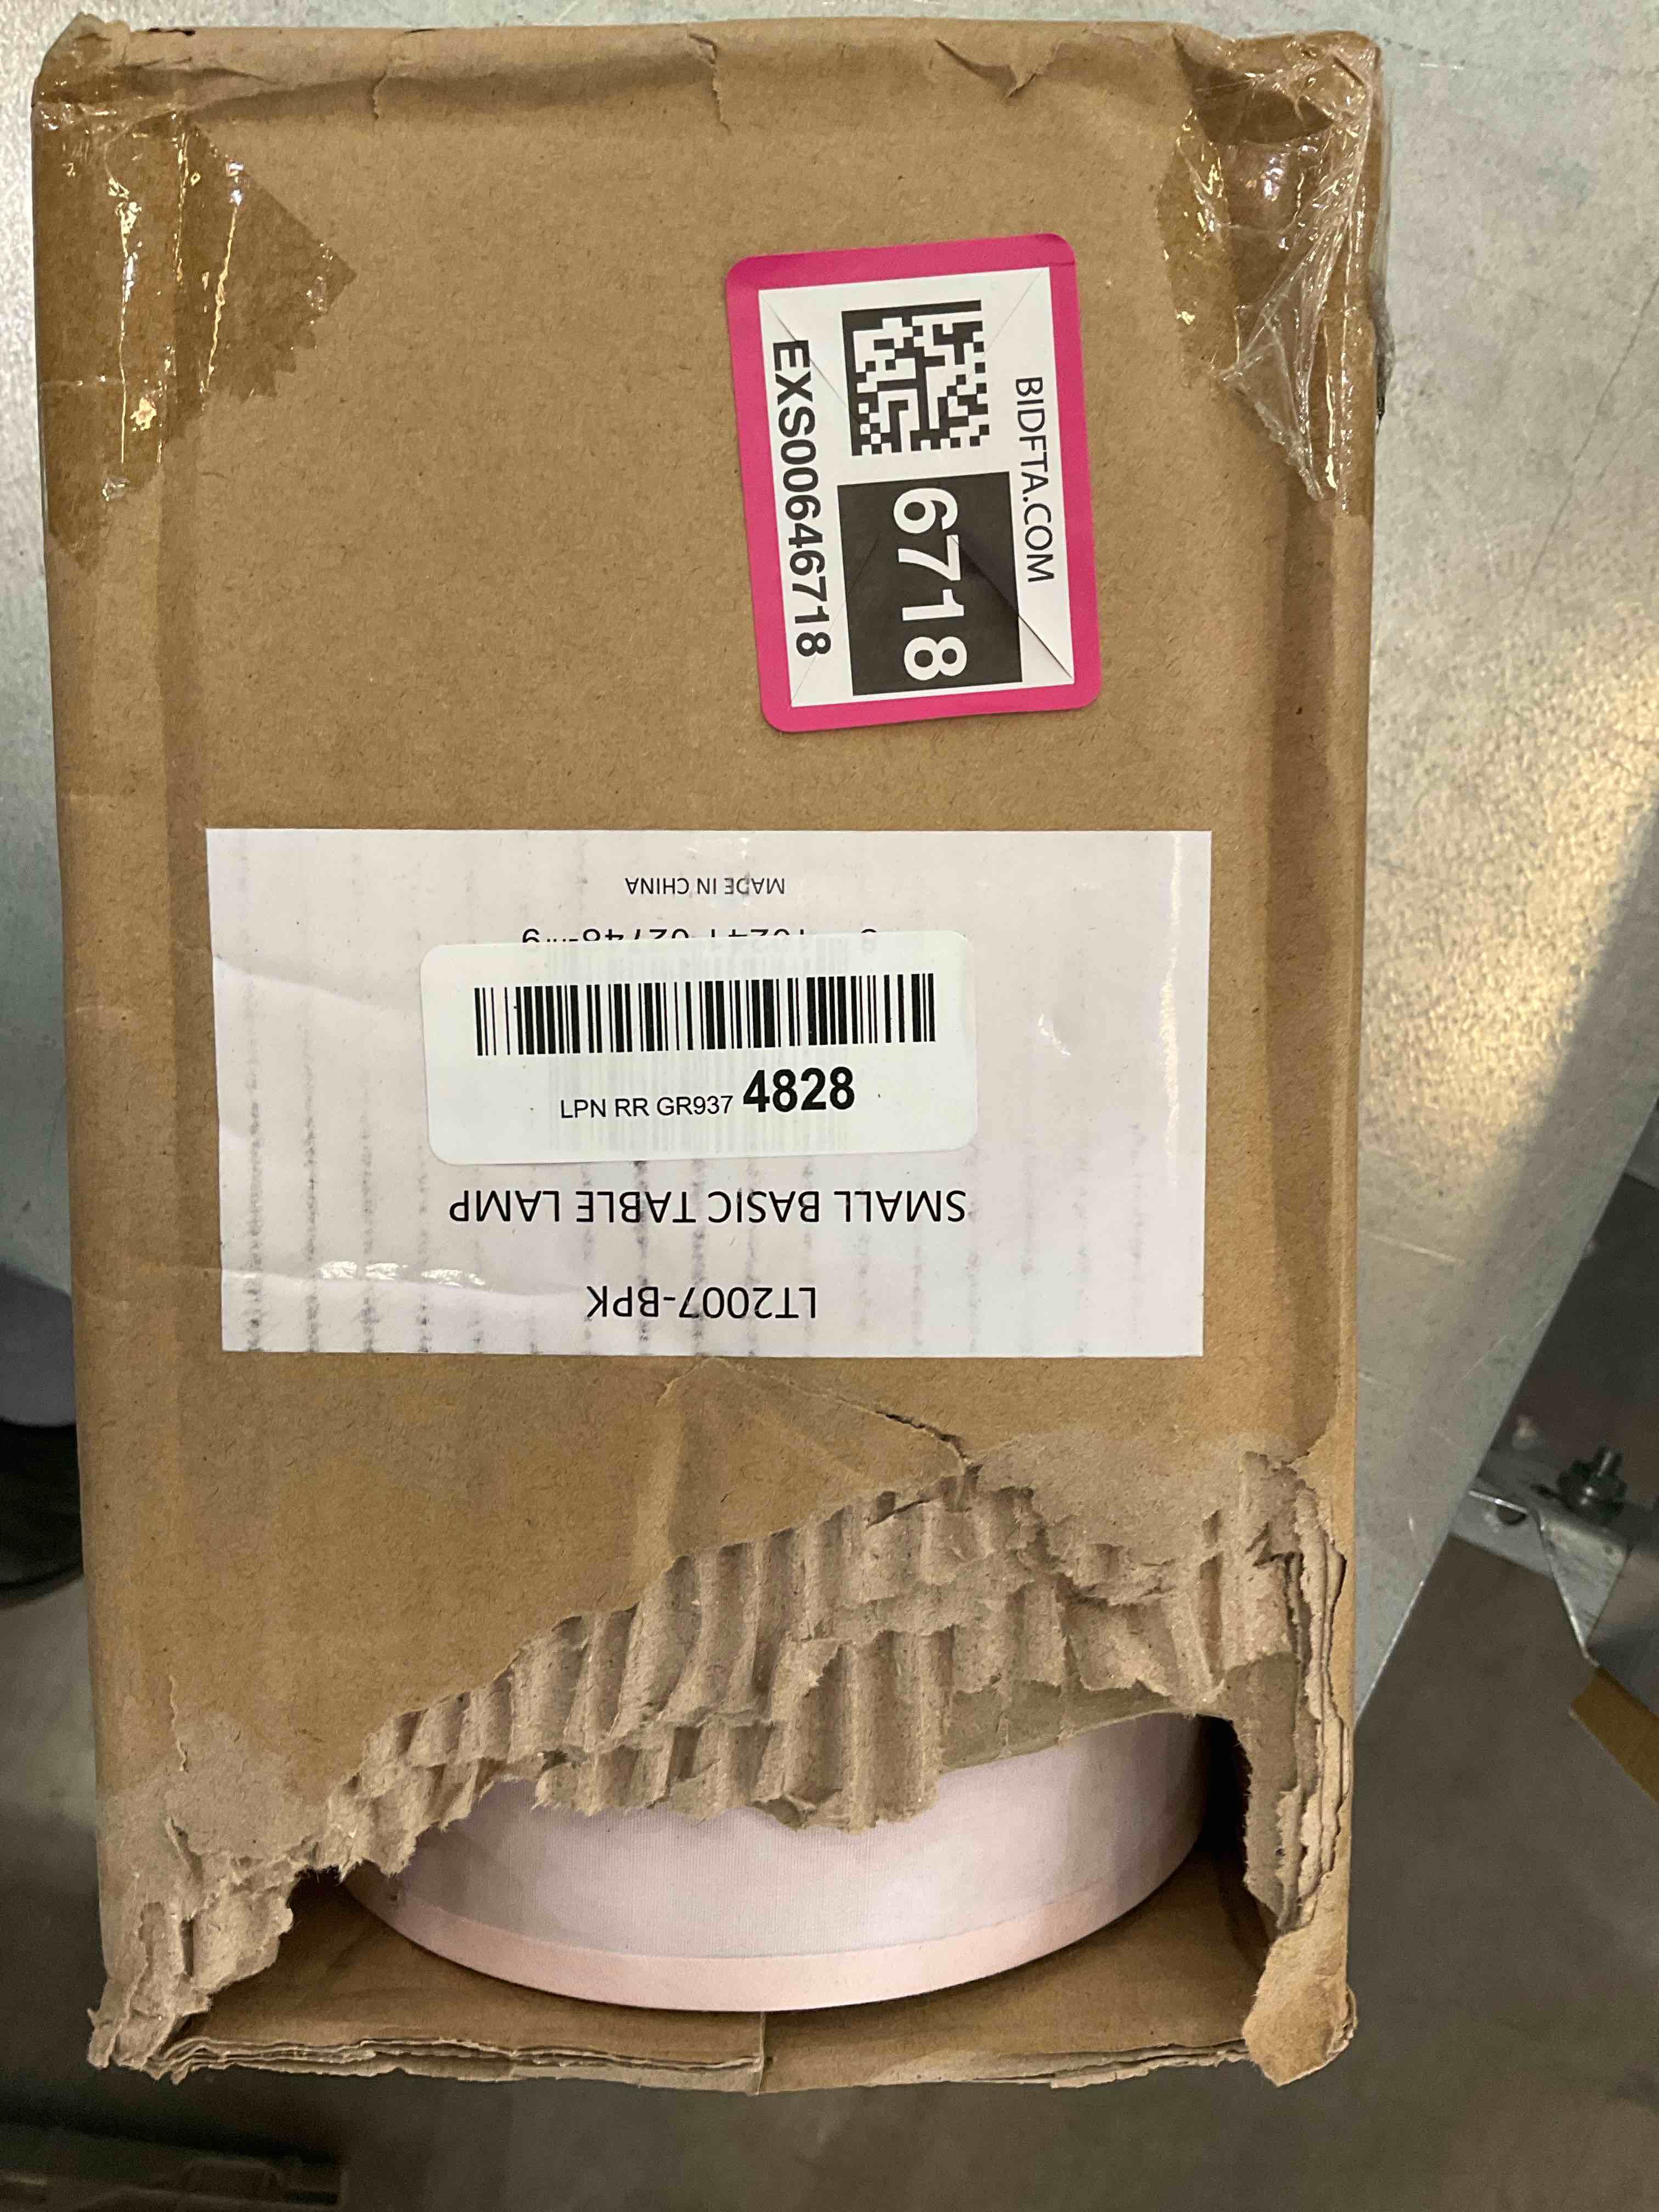 BIDFTA.COM
6718
EXS00646718
LT2007-BPK
SMALL BASIC TABLE LAMP
LPN RR GR937 4828
MADE IN CHINA